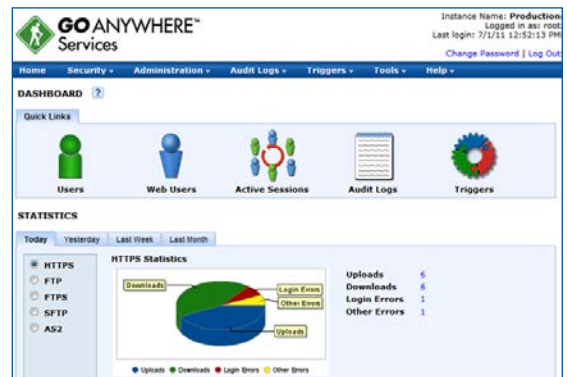 GO ANYWHERE™
Services
Instance Name: Production
Logged in as: root
Last login: 7/1/11 12:52:13 PM
Change Password | Log Out
Home Security Administration Audit Logs Triggers Tools Help
DASHBOARD ?
Quick Links
Users Web Users Active Sessions Audit Logs Triggers
STATISTICS
Today Yesterday Last Week Last Month
HTTPS
FTP
FTPS
SFTP
AS2
HTTPS Statistics
Downloads
Login Errors
Other Errors
Uploads
Uploads Downloads Login Errors Other Errors
Uploads 6
Downloads 6
Login Errors 1
Other Errors 1